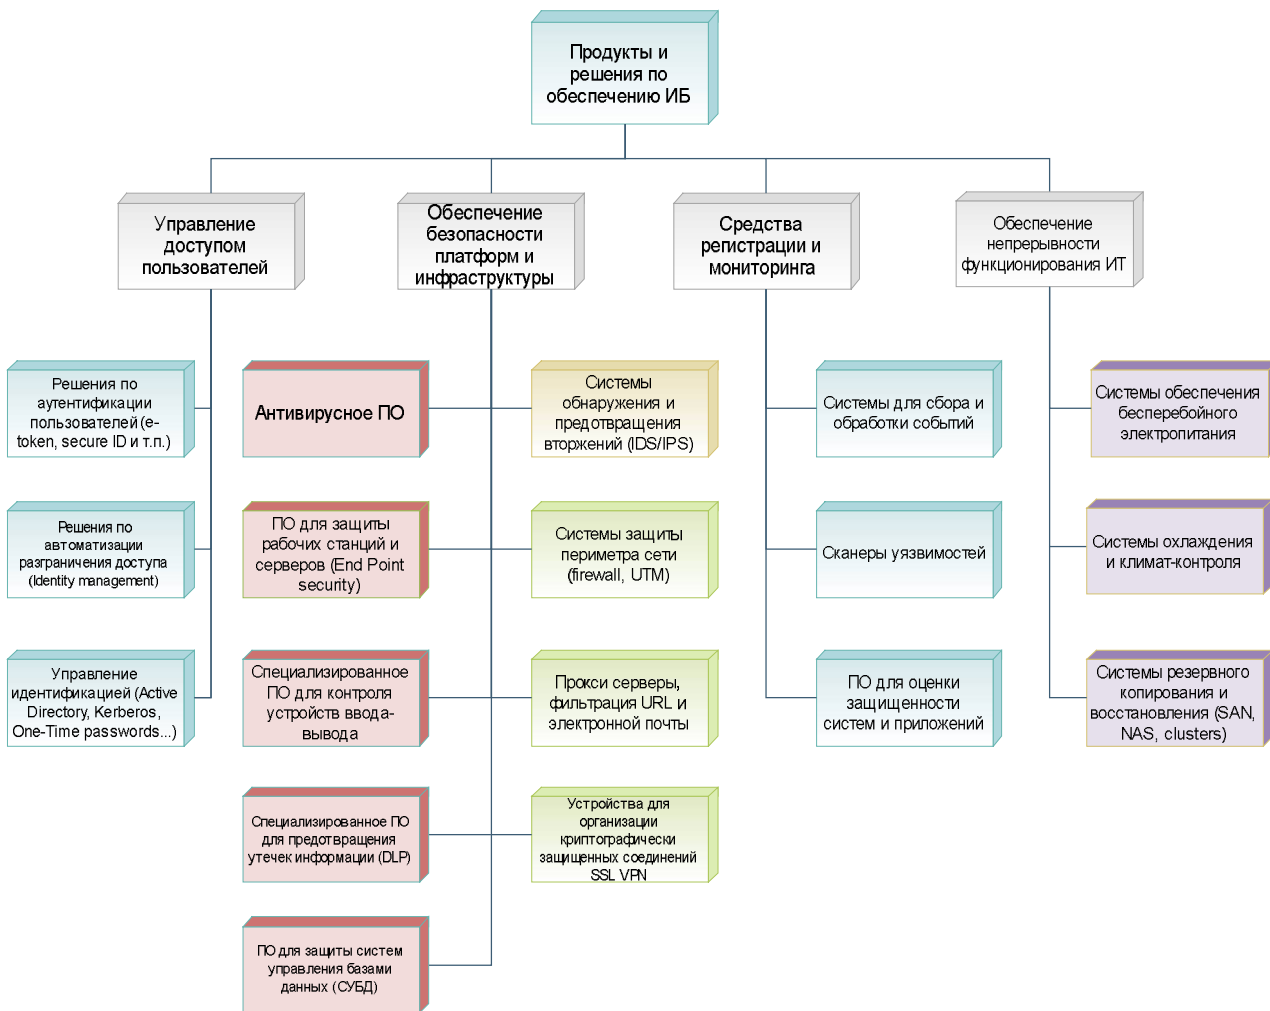 Продукты и
решения по
обеспечению ИБ
Управление
доступом
пользователей
Обеспечение
безопасности
платформ и
инфраструктуры
Средства
регистрации и
мониторинга
Обеспечение
непрерывности
функционирования ИТ
Решения по
аутентификации
пользователей (e-
token, secure ID и т.п.)
Антивирусное ПО
Системы
обнаружения и
предотвращения
вторжений (IDS/IPS)
Системы для сбора и
обработки событий
Системы обеспечения
бесперебойного
электропитания
Решения по
автоматизации
разграничения доступа
(Identity management)
ПО для защиты
рабочих станций и
серверов (End Point
security)
Системы защиты
периметра сети
(firewall, UTM)
Сканеры уязвимостей
Системы охлаждения
и климат-контроля
Управление
идентификацией (Active
Directory, Kerberos,
One-Time passwords...)
Специализированное
ПО для контроля
устройств ввода-
вывода
Прокси серверы,
фильтрация URL и
электронной почты
ПО для оценки
защищенности
систем и приложений
Системы резервного
копирования и
восстановления (SAN,
NAS, clusters)
Специализированное ПО
для предотвращения
утечек информации (DLP)
Устройства для
организации
криптографически
защищенных соединений
SSL VPN
ПО для защиты систем
управления базами
данных (СУБД)